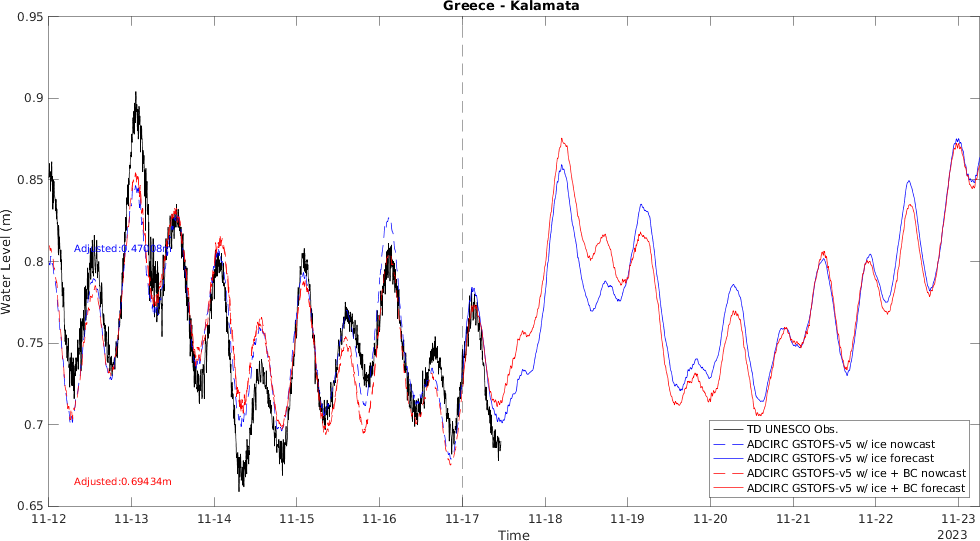 Greece - Kalamata
Water Level (m)
0.95
0.9
0.85
0.8
0.75
0.7
0.65
Adjusted:0.47008m
Adjusted:0.69434m
TD UNESCO Obs.
ADCIRC GSTOFS-v5 w/ ice nowcast
ADCIRC GSTOFS-v5 w/ ice forecast
ADCIRC GSTOFS-v5 w/ ice + BC nowcast
ADCIRC GSTOFS-v5 w/ ice + BC forecast
11-12 11-13 11-14 11-15 11-16 11-17 11-18 11-19 11-20 11-21 11-22 11-23
Time
2023